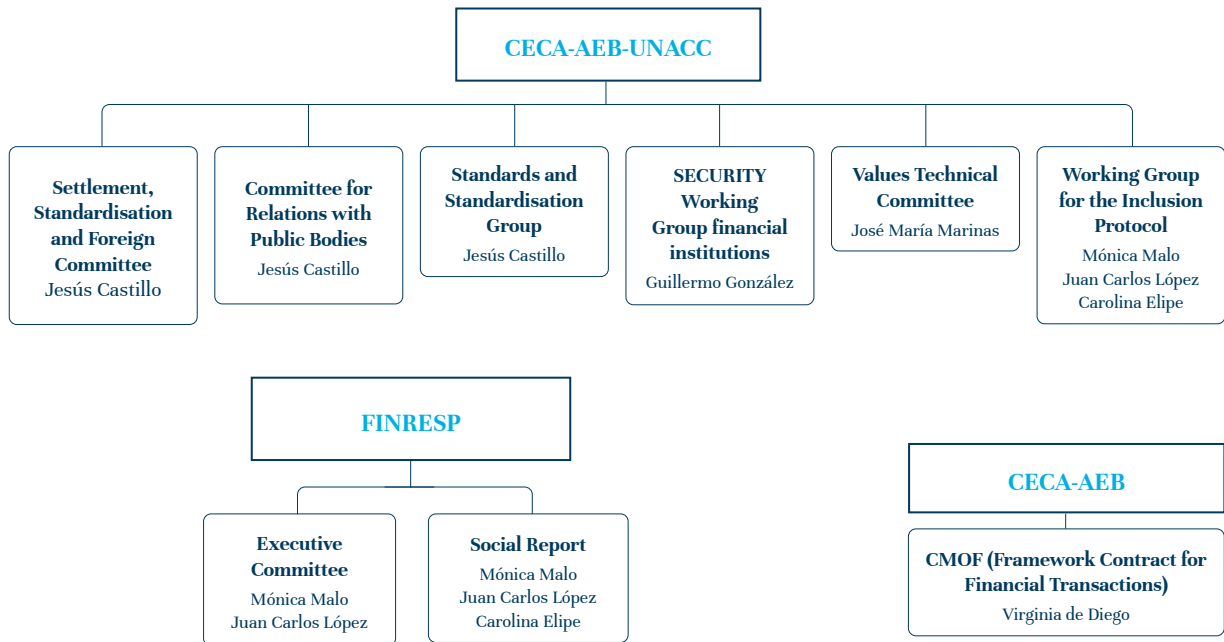 CECA-AEB-UNACC
Settlement,
Standardisation
and Foreign
Committee
Jesús Castillo
Committee for
Relations with
Public Bodies
Jesús Castillo
Standards and
Standardisation
Group
Jesús Castillo
SECURITY
Working
Group financial
institutions
Guillermo González
Values Technical
Committee
José María Marinas
Working Group
for the Inclusion
Protocol
Mónica Malo
Juan Carlos López
Carolina Elipe
FINRESP
Executive
Committee
Mónica Malo
Juan Carlos López
Social Report
Mónica Malo
Juan Carlos López
Carolina Elipe
CECA-AEB
CMOF (Framework Contract for
Financial Transactions)
Virginia de Diego